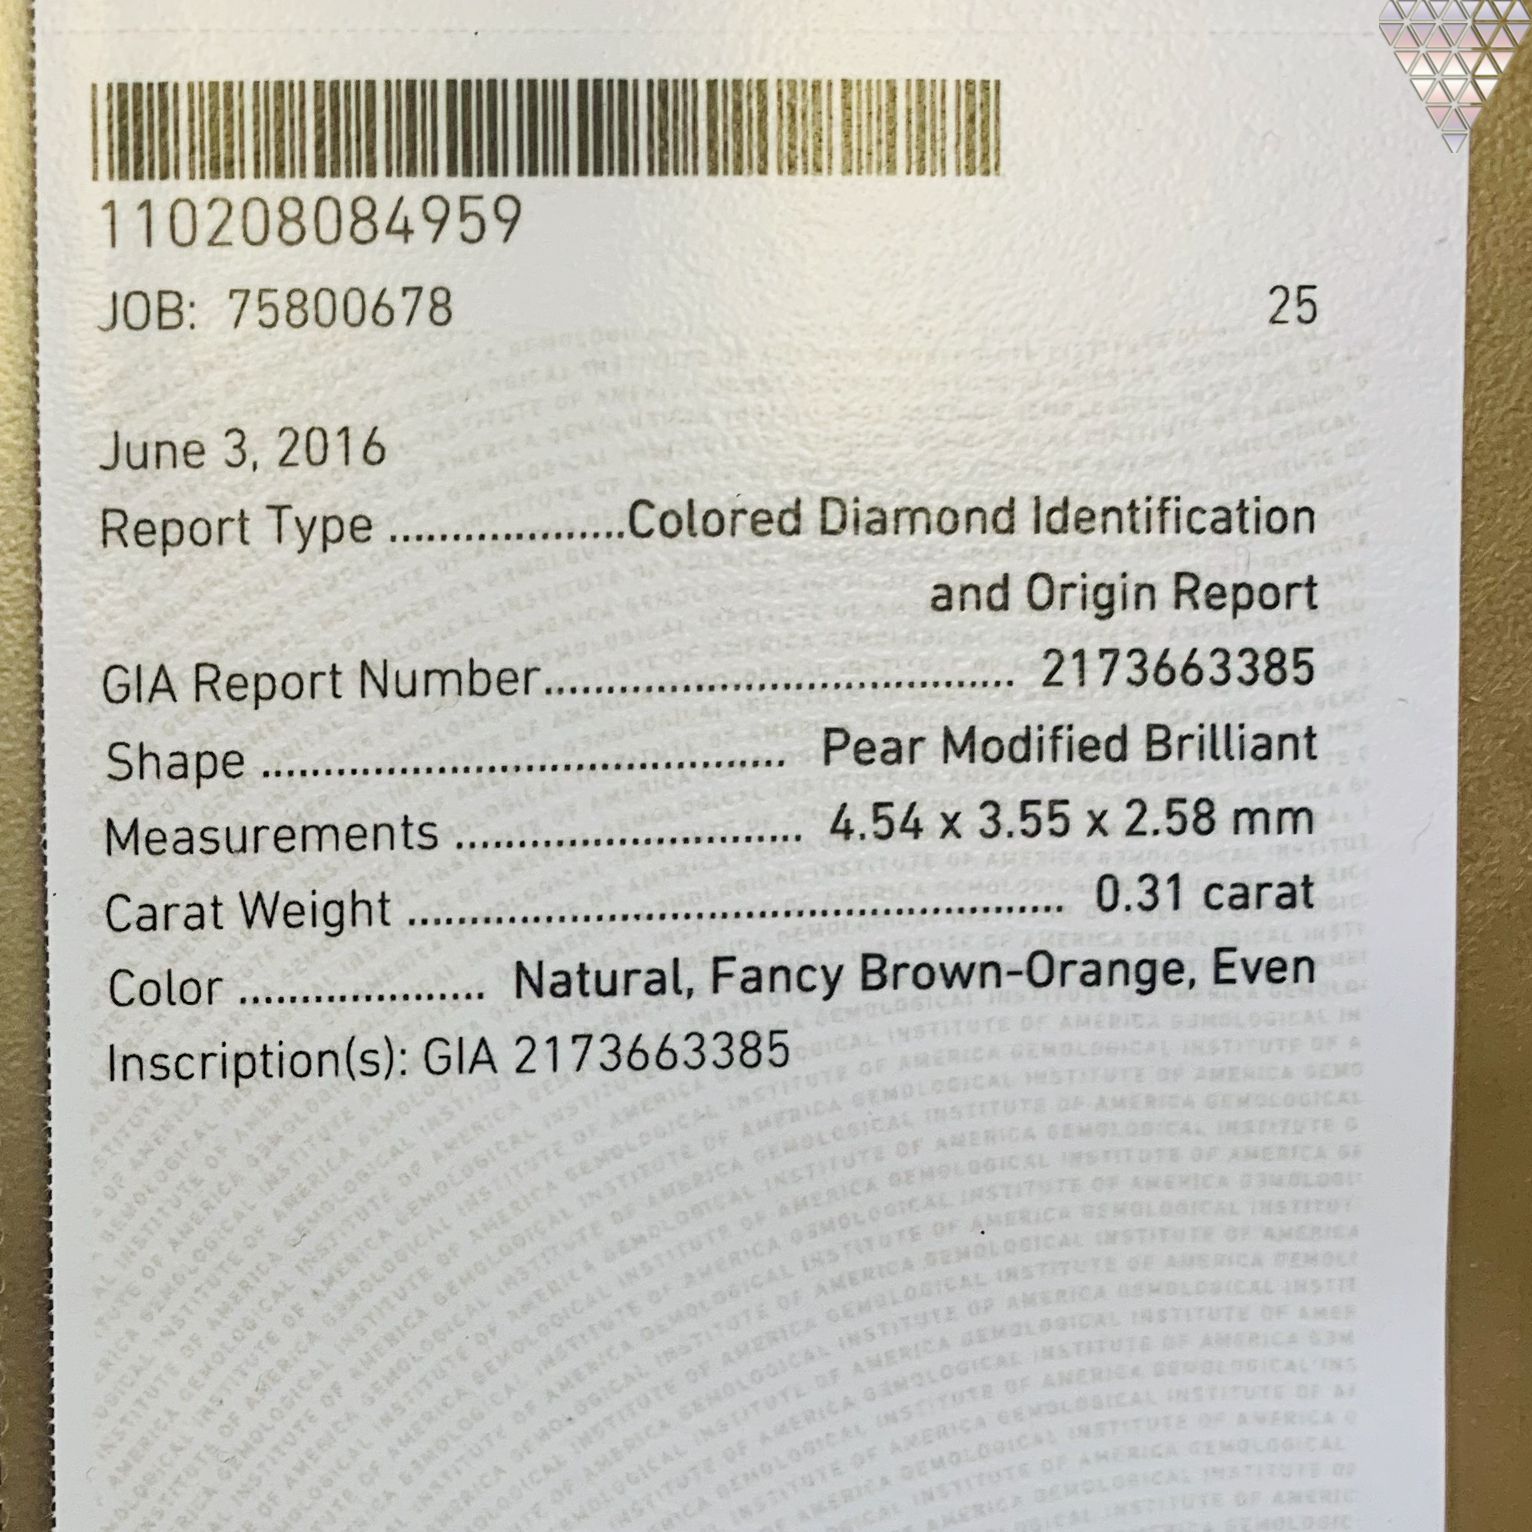 110208084959
JOB: 75800678 25
June 3, 2016
Report Type ...................Colored Diamond Identification
and Origin Report
GIA Report Number...................................... 2173663385
Shape .......................................... Pear Modified Brilliant
Measurements ............................ 4.54 x 3.55 x 2.58 mm
Carat Weight ..................................................... 0.31 carat
Color .................... Natural, Fancy Brown-Orange, Even
Inscription(s): GIA 2173663385